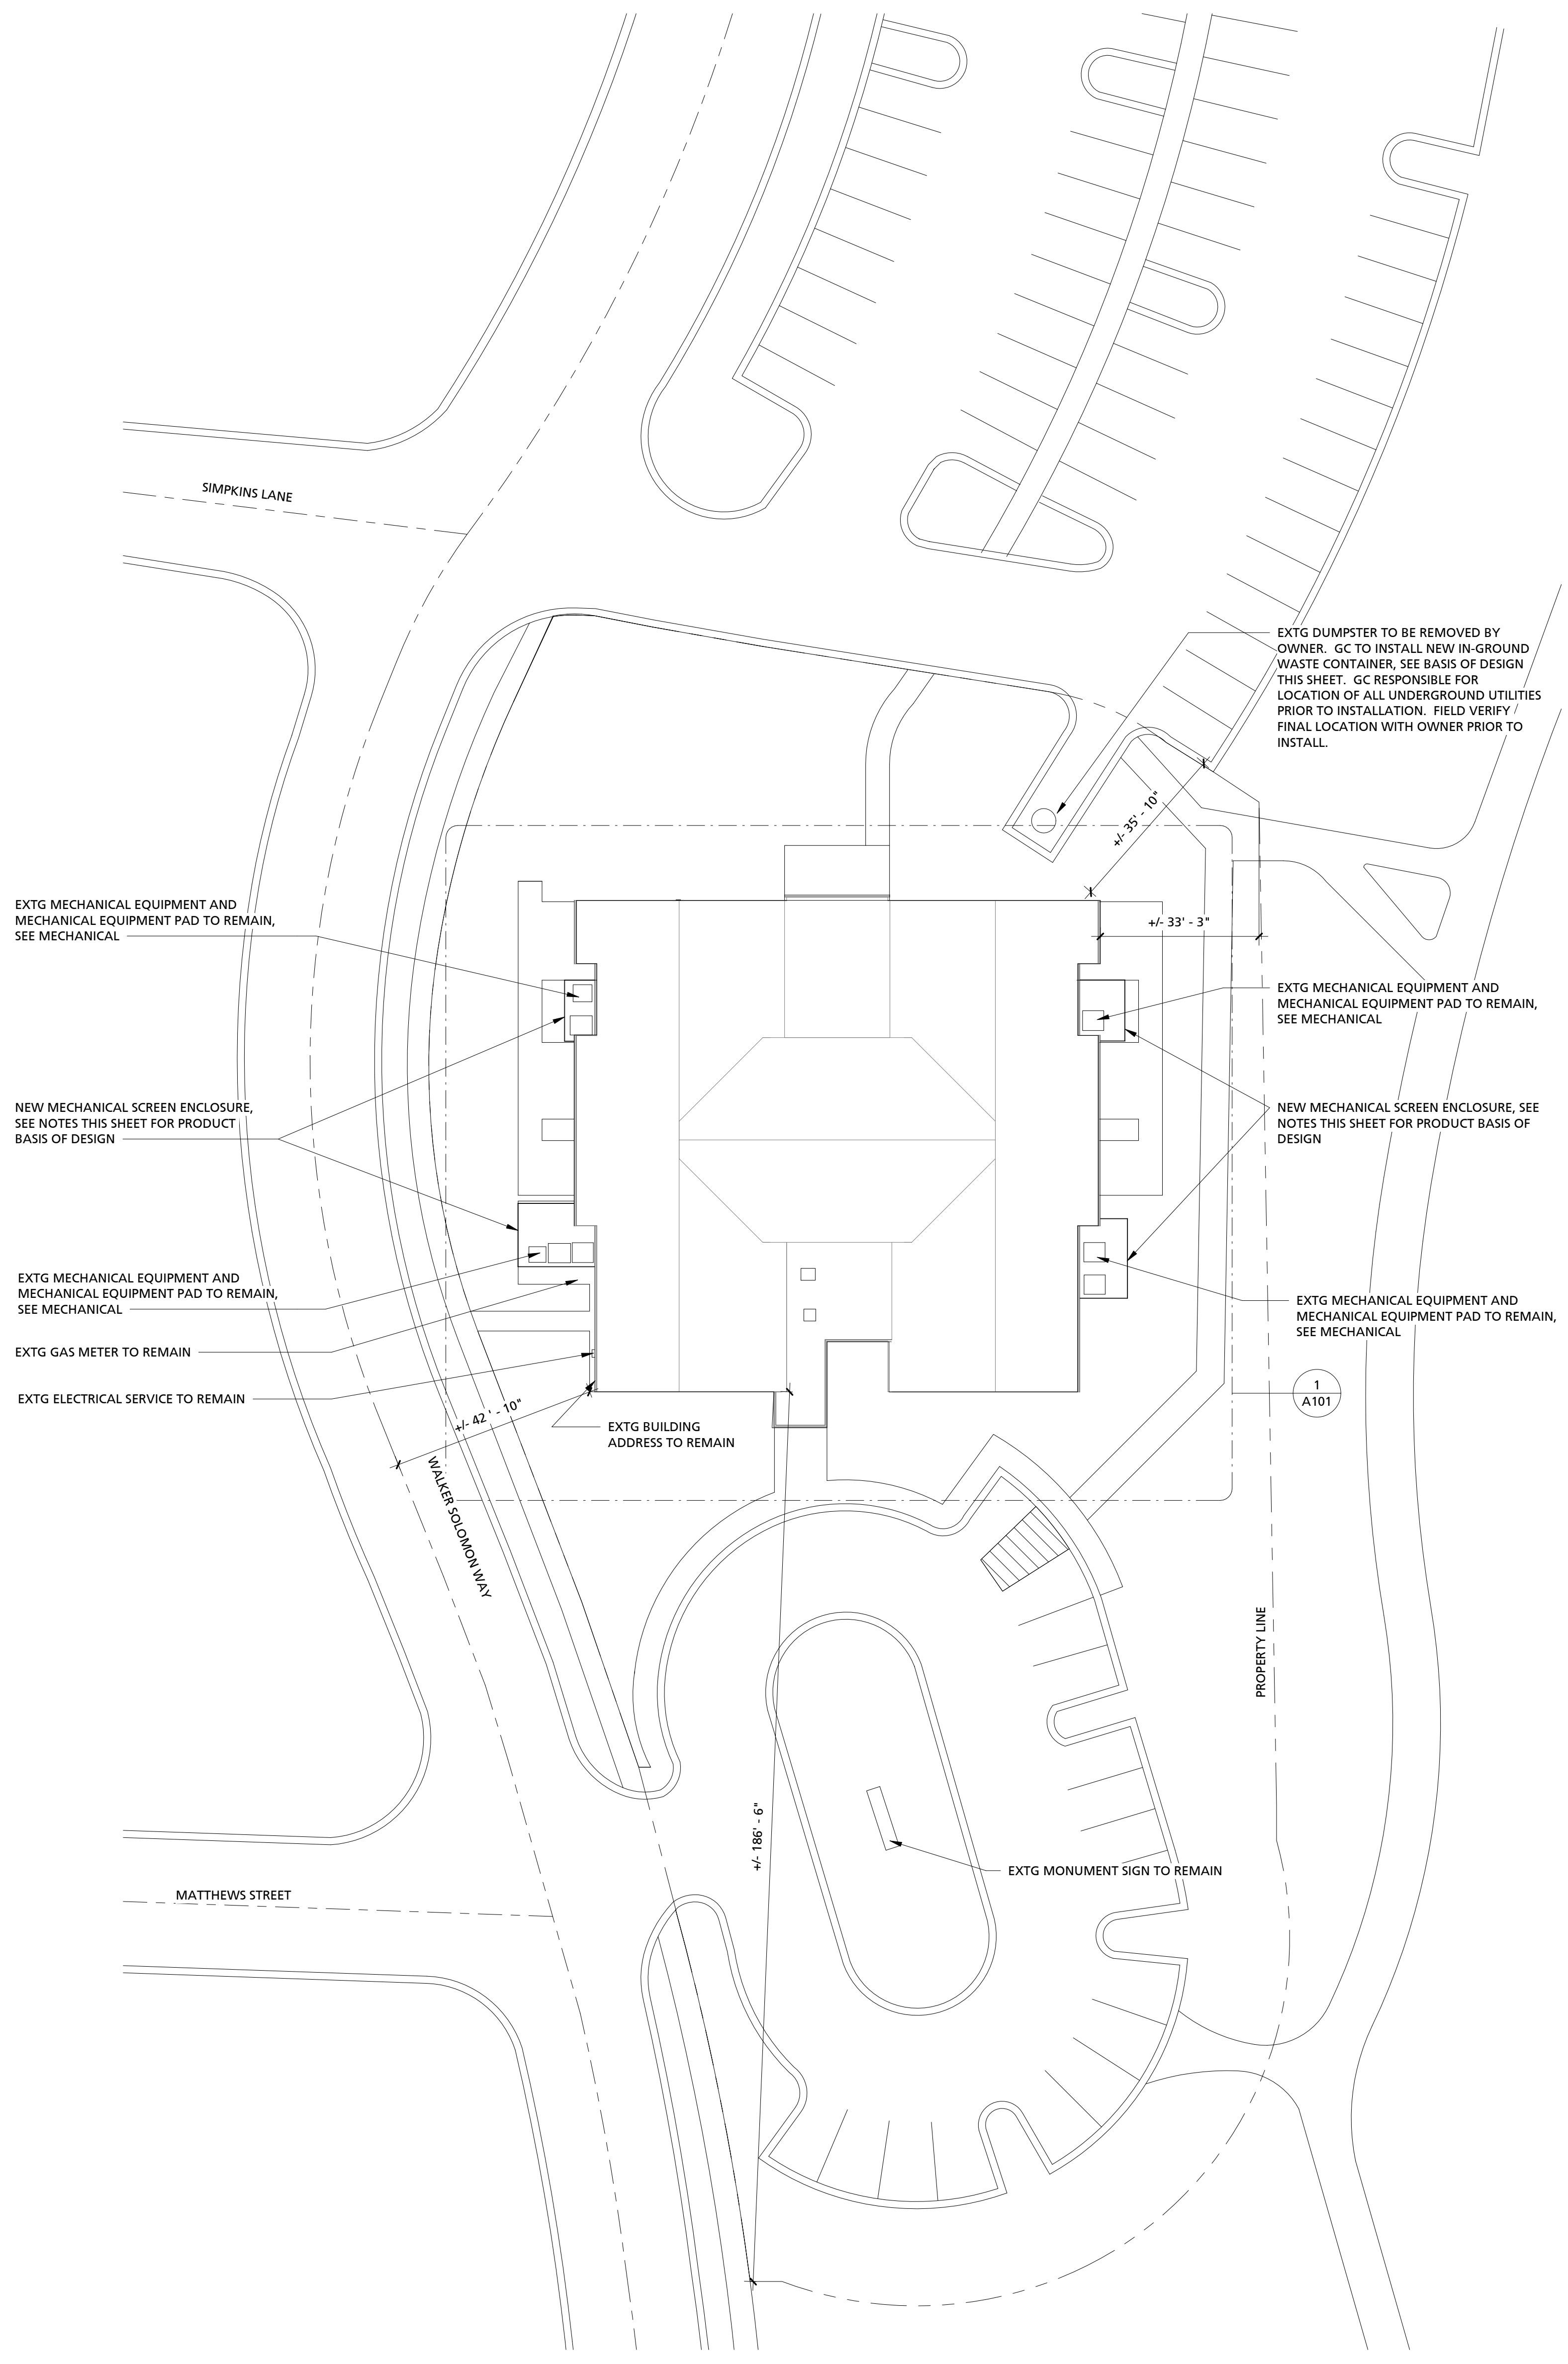 SIMPKINS LANE
EXTG DUMPSTER TO BE REMOVED BY
OWNER. GC TO INSTALL NEW IN-GROUND
WASTE CONTAINER, SEE BASIS OF DESIGN
THIS SHEET. GC RESPONSIBLE FOR
LOCATION OF ALL UNDERGROUND UTILITIES
PRIOR TO INSTALLATION. FIELD VERIFY
FINAL LOCATION WITH OWNER PRIOR TO
INSTALL.
+/- 35' - 10"
EXTG MECHANICAL EQUIPMENT AND
MECHANICAL EQUIPMENT PAD TO REMAIN,
SEE MECHANICAL
+/- 33' - 3"
EXTG MECHANICAL EQUIPMENT AND
MECHANICAL EQUIPMENT PAD TO REMAIN,
SEE MECHANICAL
NEW MECHANICAL SCREEN ENCLOSURE,
SEE NOTES THIS SHEET FOR PRODUCT
BASIS OF DESIGN
NEW MECHANICAL SCREEN ENCLOSURE, SEE
NOTES THIS SHEET FOR PRODUCT BASIS OF
DESIGN
EXTG MECHANICAL EQUIPMENT AND
MECHANICAL EQUIPMENT PAD TO REMAIN,
SEE MECHANICAL
EXTG MECHANICAL EQUIPMENT AND
MECHANICAL EQUIPMENT PAD TO REMAIN,
SEE MECHANICAL
EXTG GAS METER TO REMAIN
EXTG ELECTRICAL SERVICE TO REMAIN
1
A101
+/- 42' - 10"
EXTG BUILDING
ADDRESS TO REMAIN
WALKER SOLOMON WAY
PROPERTY LINE
+/- 186' - 6"
EXTG MONUMENT SIGN TO REMAIN
MATTHEWS STREET